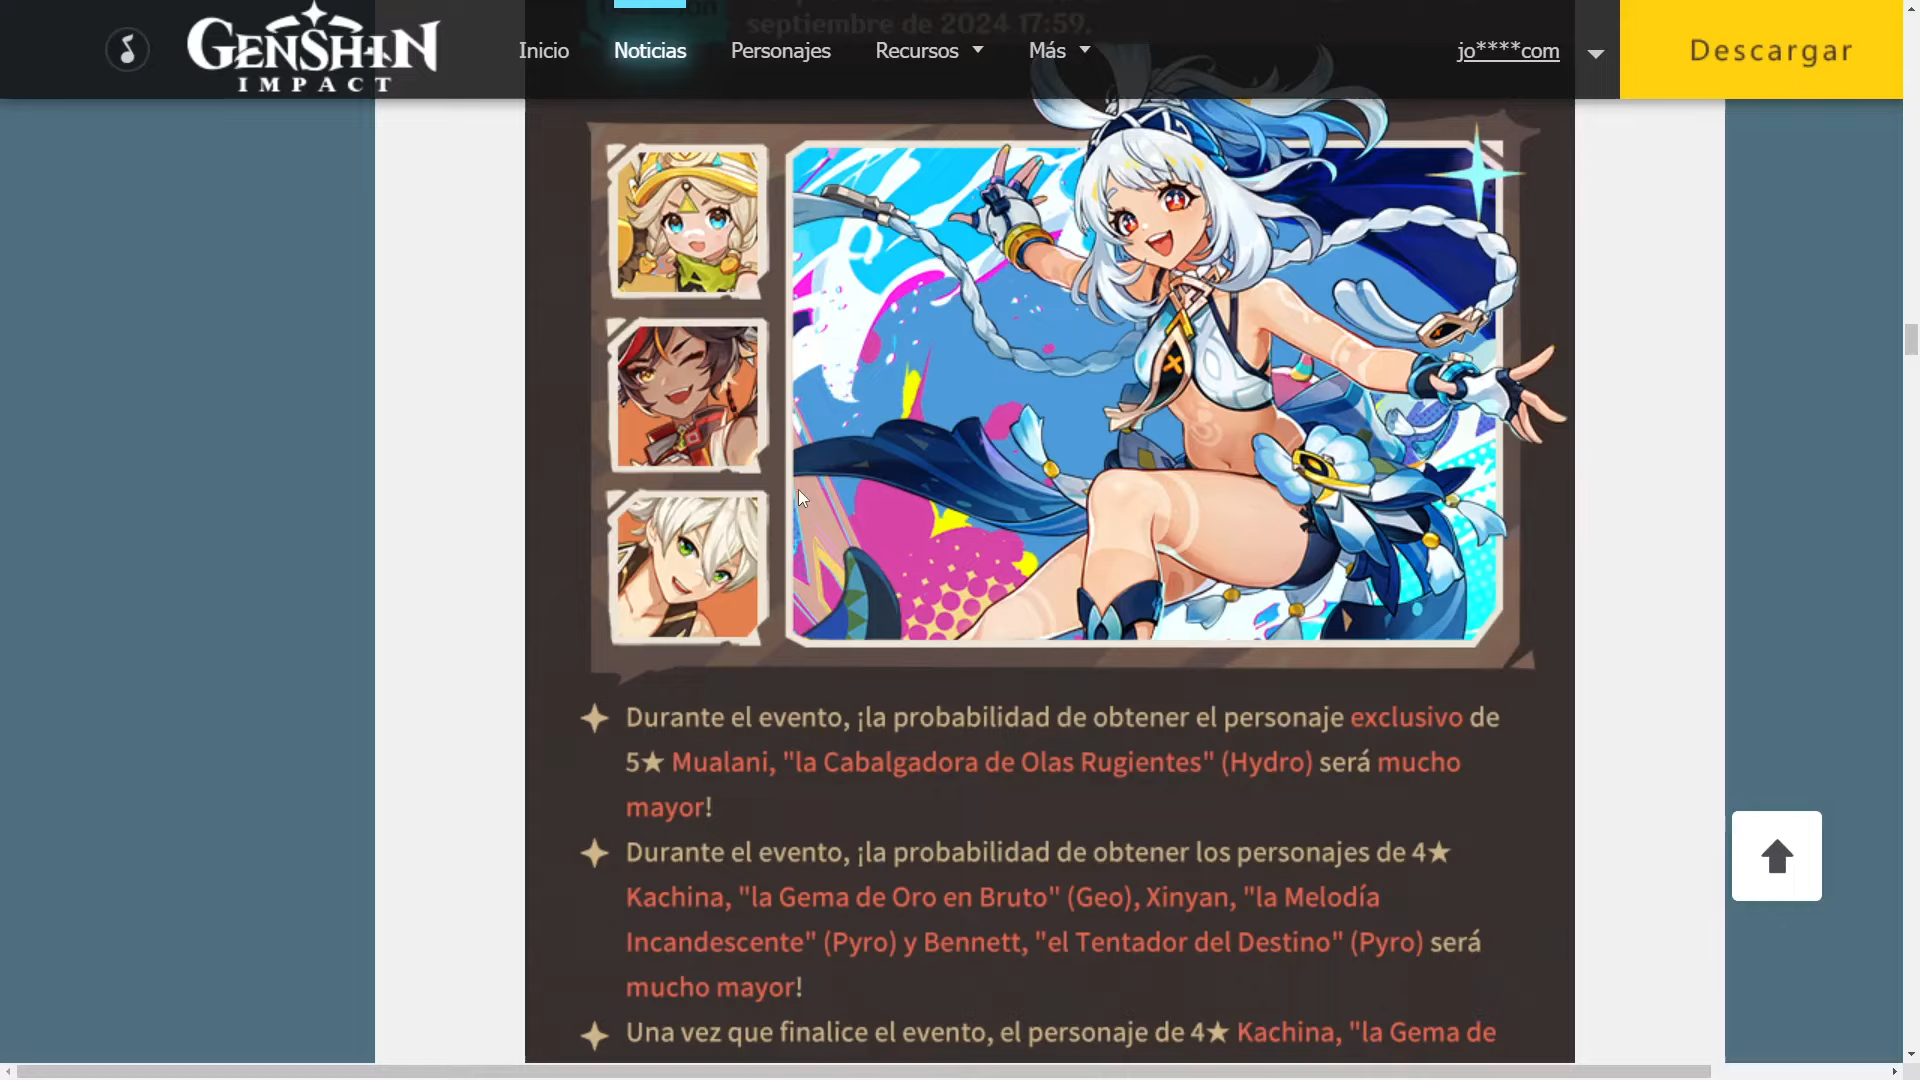 septiembre de 2024 17:59.
GENSHIN
IMPACT
Inicio
Noticias
Personajes
Recursos
Más
jo****com
Descargar
Durante el evento, ¡la probabilidad de obtener el personaje exclusivo de
5★ Mualani, "la Cabalgadora de Olas Rugientes" (Hydro) será mucho
mayor!
Durante el evento, ¡la probabilidad de obtener los personajes de 4★
Kachina, "la Gema de Oro en Bruto" (Geo), Xinyan, "la Melodía
Incandescente" (Pyro) y Bennett, "el Tentador del Destino" (Pyro) será
mucho mayor!
Una vez que finalice el evento, el personaje de 4★ Kachina, "la Gema de